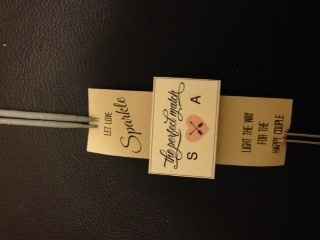 LET LOVE
Sparkle
the perfect match
S A
LIGHT THE WAY
FOR THE
HAPPY COUPLE